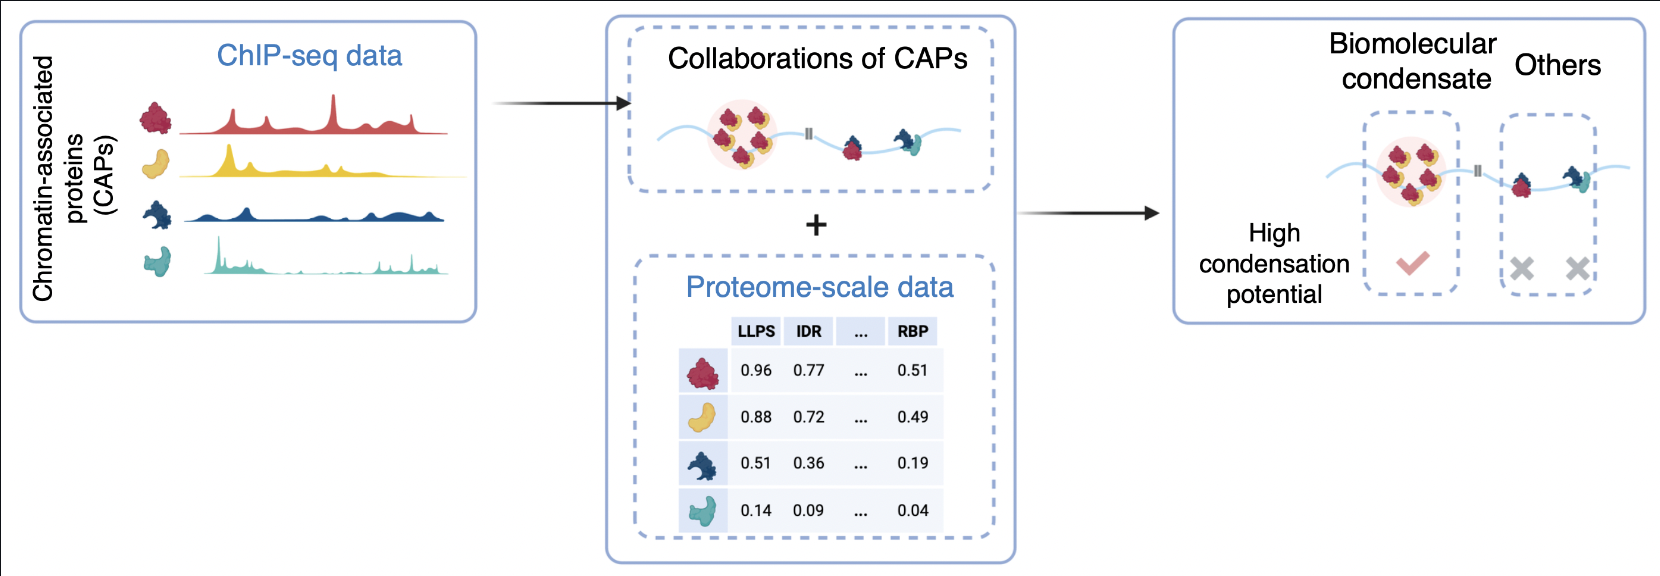 Chromatin-associated
proteins
(CAPs)
ChIP-seq data
Collaborations of CAPs
+
Proteome-scale data
LLPS IDR ... RBP
0.96 0.77 ... 0.51
0.88 0.72 ... 0.49
0.51 0.36 ... 0.19
0.14 0.09 ... 0.04
Biomolecular
condensate
Others
High
condensation
potential